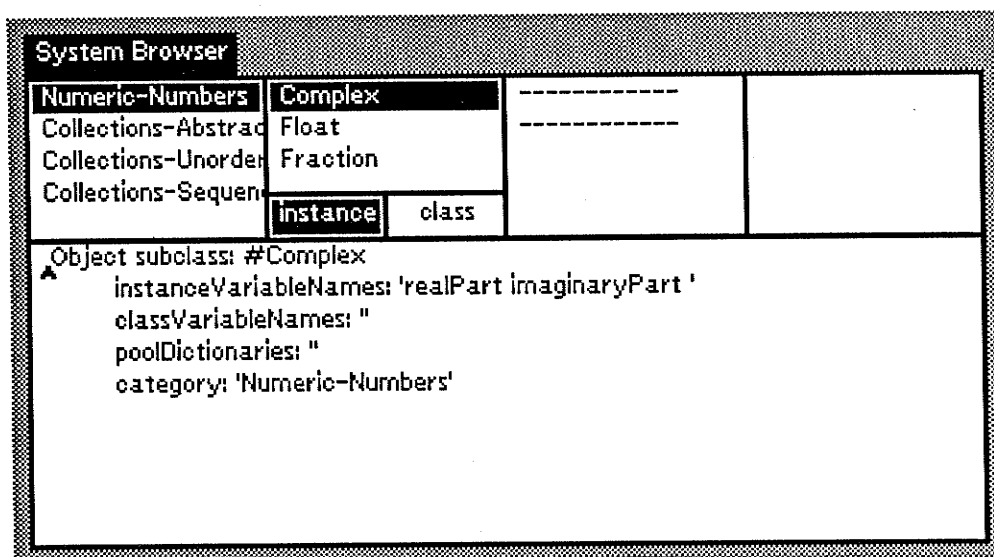 System Browser
Numeric-Numbers
Collections-Abstrac
Collections-Unorder
Collections-Sequen
Complex
Float
Fraction
instance class
------------
------------
Object subclass: #Complex
instanceVariableNames: 'realPart imaginaryPart '
classVariableNames: ''
poolDictionaries: ''
category: 'Numeric-Numbers'